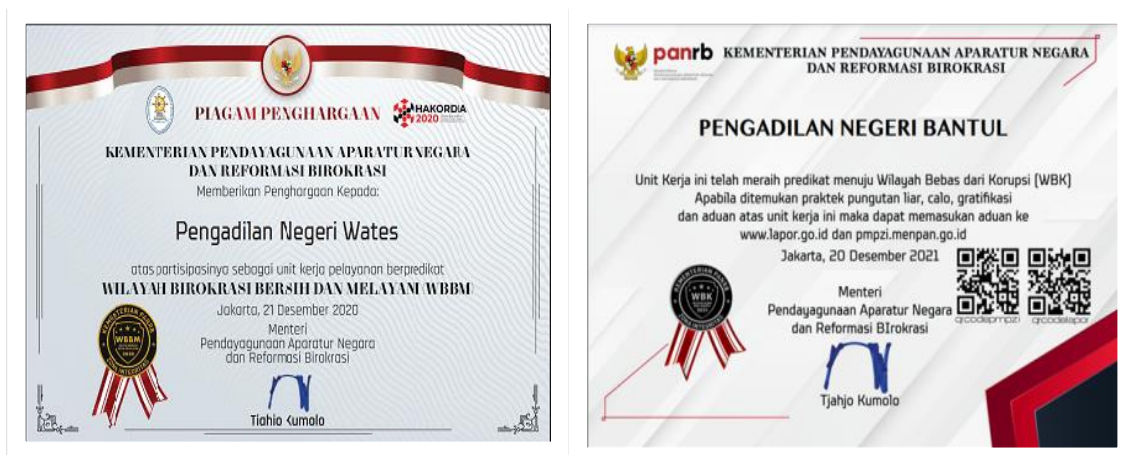 PIAGAM PENGHARGAAN
HAKORDIA
2020
KEMENTERIAN PENDAYAGUNAAN APARATUR NEGARA
DAN REFORMASI BIROKRASI
Memberikan Penghargaan Kepada:
Pengadilan Negeri Wates
atas partisipasinya sebagai unit kerja pelayanan berpredikat
WILAYAH BIROKRASI BERSIH DAN MELAYANI (WBBM)
Jakarta, 21 Desember 2020
Menteri
Pendayagunaan Aparatur Negara
dan Reformasi Birokrasi
WBBM
Tjahjo Kumolo
panrb
KEMENTERIAN PENDAYAGUNAAN APARATUR NEGARA
DAN REFORMASI BIROKRASI
PENGADILAN NEGERI BANTUL
Unit Kerja ini telah meraih predikat menuju Wilayah Bebas dari Korupsi (WBK)
Apabila ditemukan praktek pungutan liar, calo, gratifikasi
dan aduan atas unit kerja ini maka dapat memasukan aduan ke
www.lapor.go.id dan pmpzi.menpan.go.id
Jakarta, 20 Desember 2021
Menteri
Pendayagunaan Aparatur Negara
dan Reformasi BIrokrasi
WBK
qrcodepmpzi
qrcodelapor
Tjahjo Kumolo